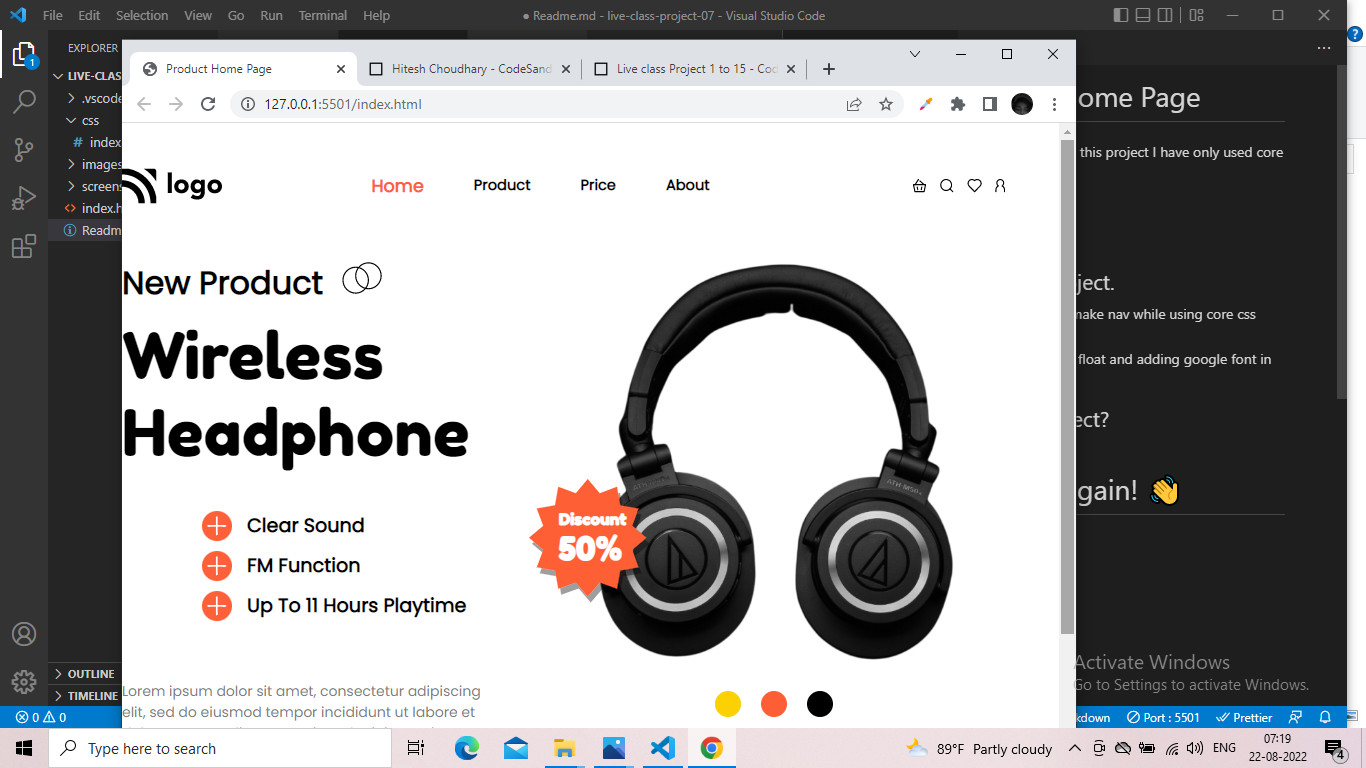 File Edit Selection View Go Run Terminal Help ● Readme.md - live-class-project-07 - Visual Studio Code
EXPLORER
1
LIVE-CLAS
.vscode
css
# index
images
screens
index.h
Readm
OUTLINE
TIMELINE
0 0
Product Home Page
Hitesh Choudhary - CodeSand
Live class Project 1 to 15 - Cod
127.0.0.1:5501/index.html
logo
Home Product Price About
New Product
Wireless
Headphone
Clear Sound
FM Function
Up To 11 Hours Playtime
Discount
50%
Lorem ipsum dolor sit amet, consectetur adipiscing
elit, sed do eiusmod tempor incididunt ut labore et
ome Page
this project I have only used core
ject.
make nav while using core css
float and adding google font in
ect?
gain! 👋
Activate Windows
Go to Settings to activate Windows.
kdown Port : 5501 Prettier
Type here to search
89°F Partly cloudy
ENG
07:19
22-08-2022
4